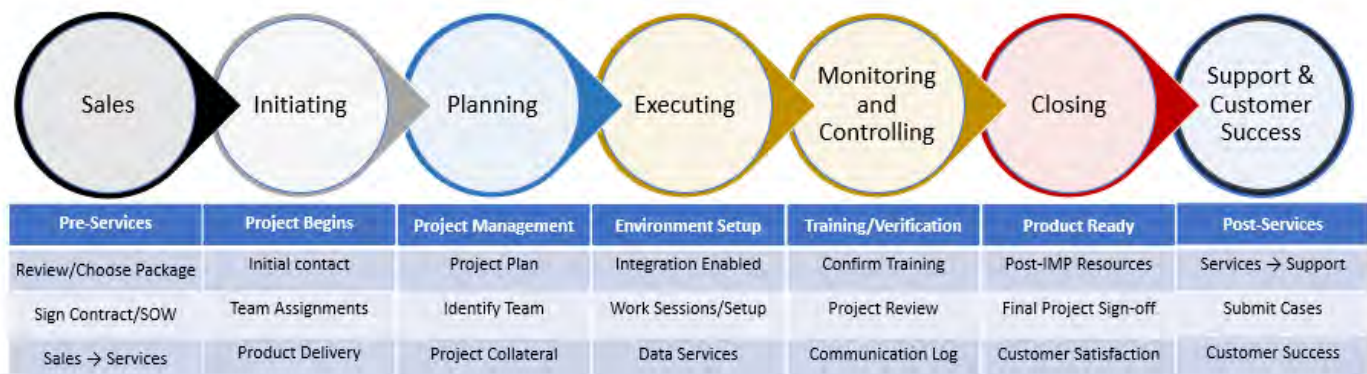 Sales
Initiating
Planning
Executing
Monitoring
and
Controlling
Closing
Support &
Customer
Success
Pre-Services
Project Begins
Project Management
Environment Setup
Training/Verification
Product Ready
Post-Services
Review/Choose Package
Initial contact
Project Plan
Integration Enabled
Confirm Training
Post-IMP Resources
Services → Support
Sign Contract/SOW
Team Assignments
Identify Team
Work Sessions/Setup
Project Review
Final Project Sign-off
Submit Cases
Sales → Services
Product Delivery
Project Collateral
Data Services
Communication Log
Customer Satisfaction
Customer Success